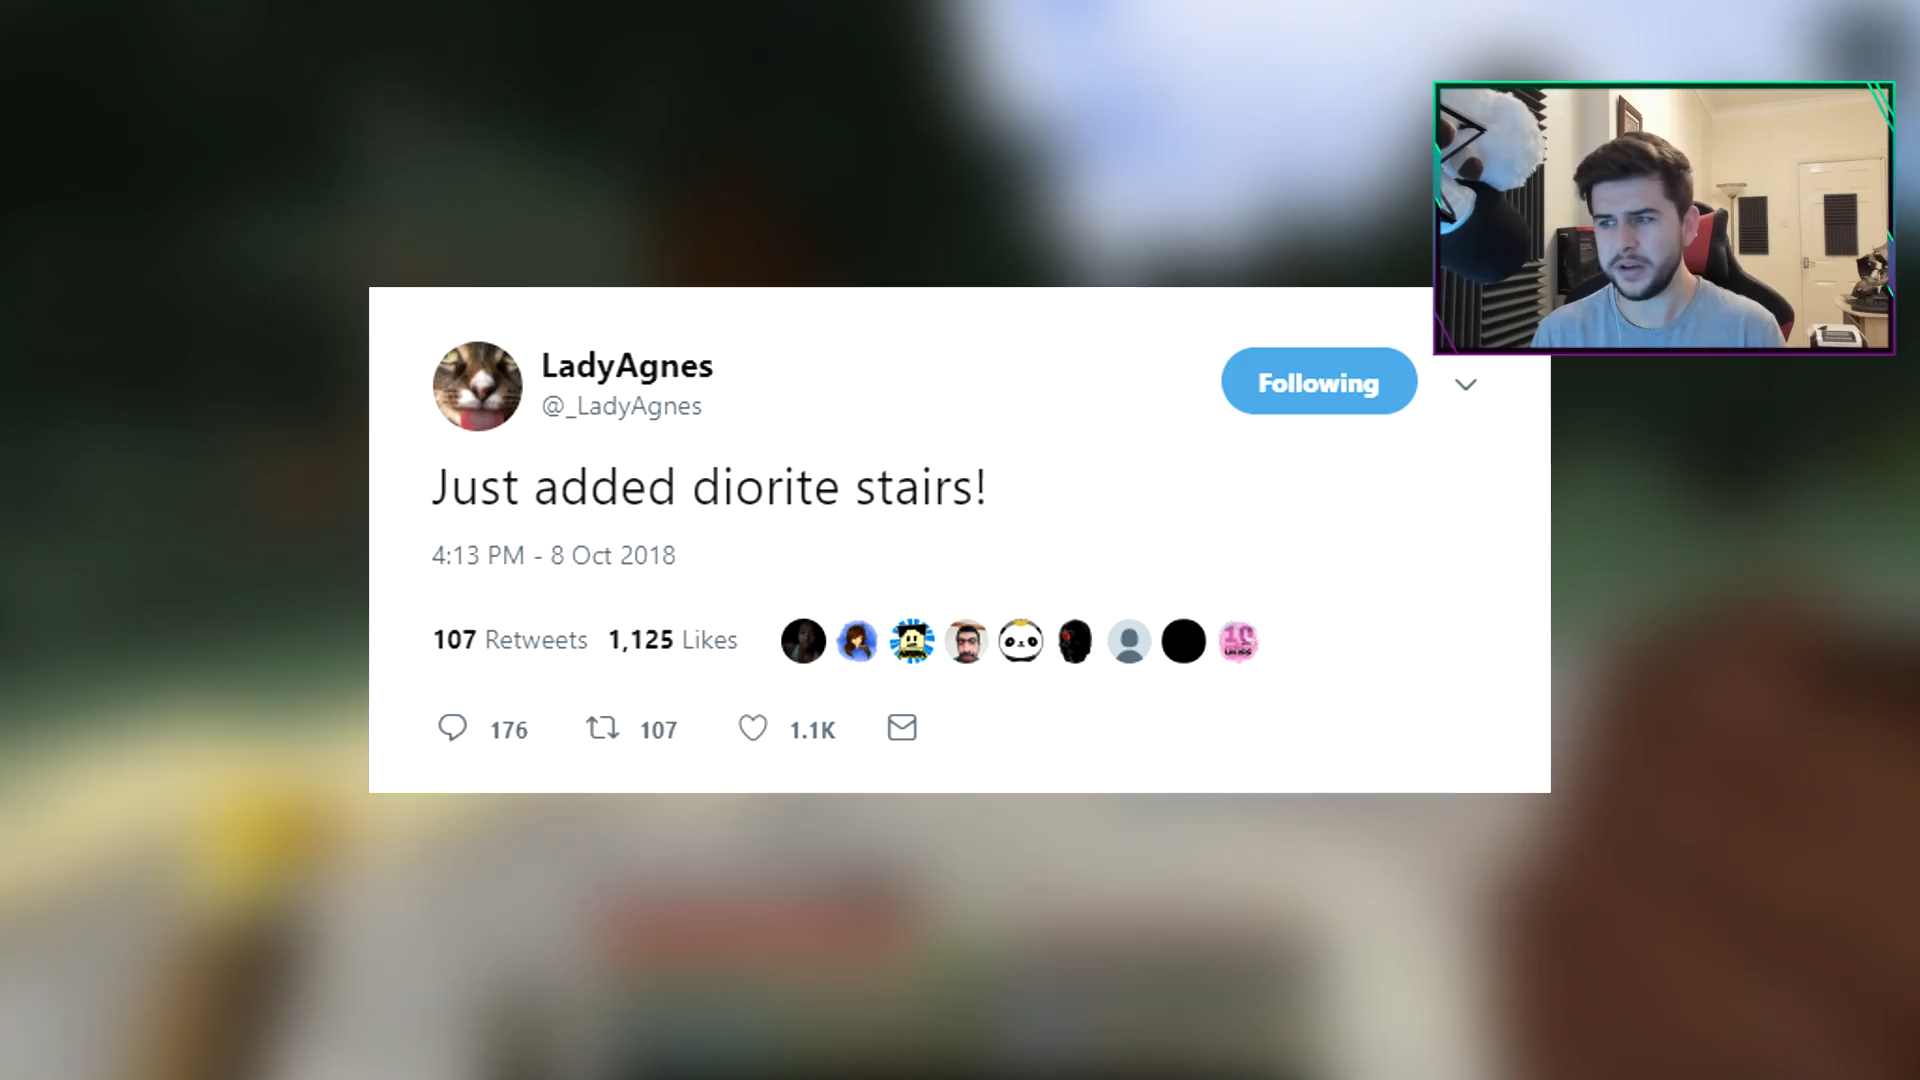 LadyAgnes
@_LadyAgnes
Following
Just added diorite stairs!
4:13 PM - 8 Oct 2018
107 Retweets 1,125 Likes
176 107 1.1K